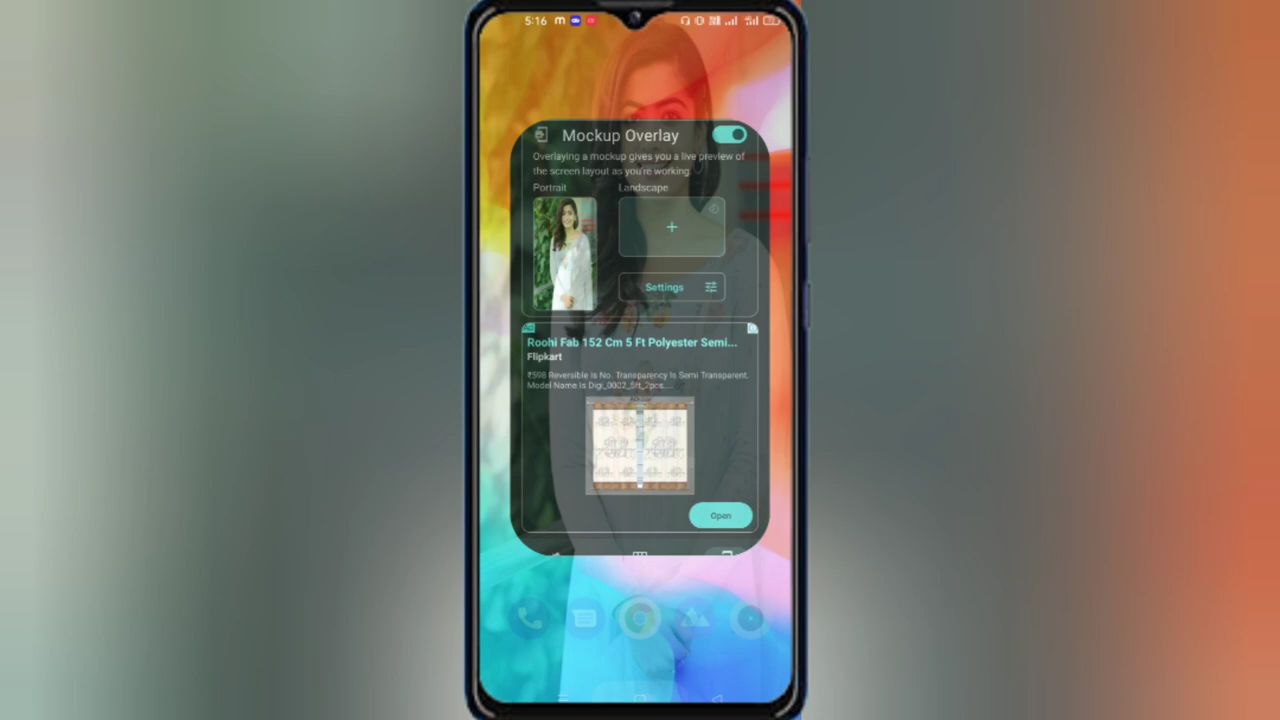 5:16
Mockup Overlay
Overlaying a mockup gives you a live preview of
the screen layout as you're working.
Portrait
Landscape
+
Settings
Roohi Fab 152 Cm 5 Ft Polyester Semi...
Flipkart
₹598 Reversible Is No. Transparency Is Semi Transparent.
Model Name Is Digi_0002_5ft_2pcs....
Open